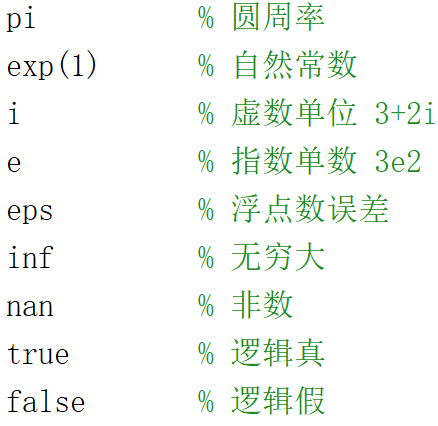 pi % 圆周率
exp(1) % 自然常数
i % 虚数单位 3+2i
e % 指数单数 3e2
eps % 浮点数误差
inf % 无穷大
nan % 非数
true % 逻辑真
false % 逻辑假